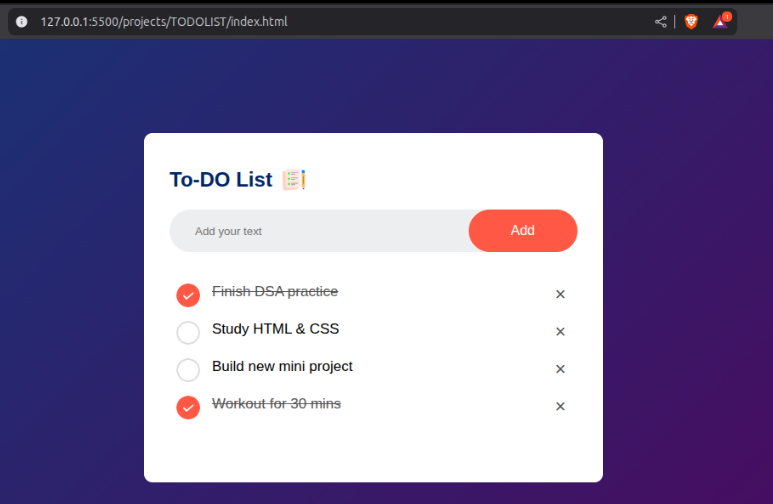 127.0.0.1:5500/projects/TODOLIST/index.html
To-DO List
Add your text
Add
Finish DSA practice
Study HTML & CSS
Build new mini project
Workout for 30 mins